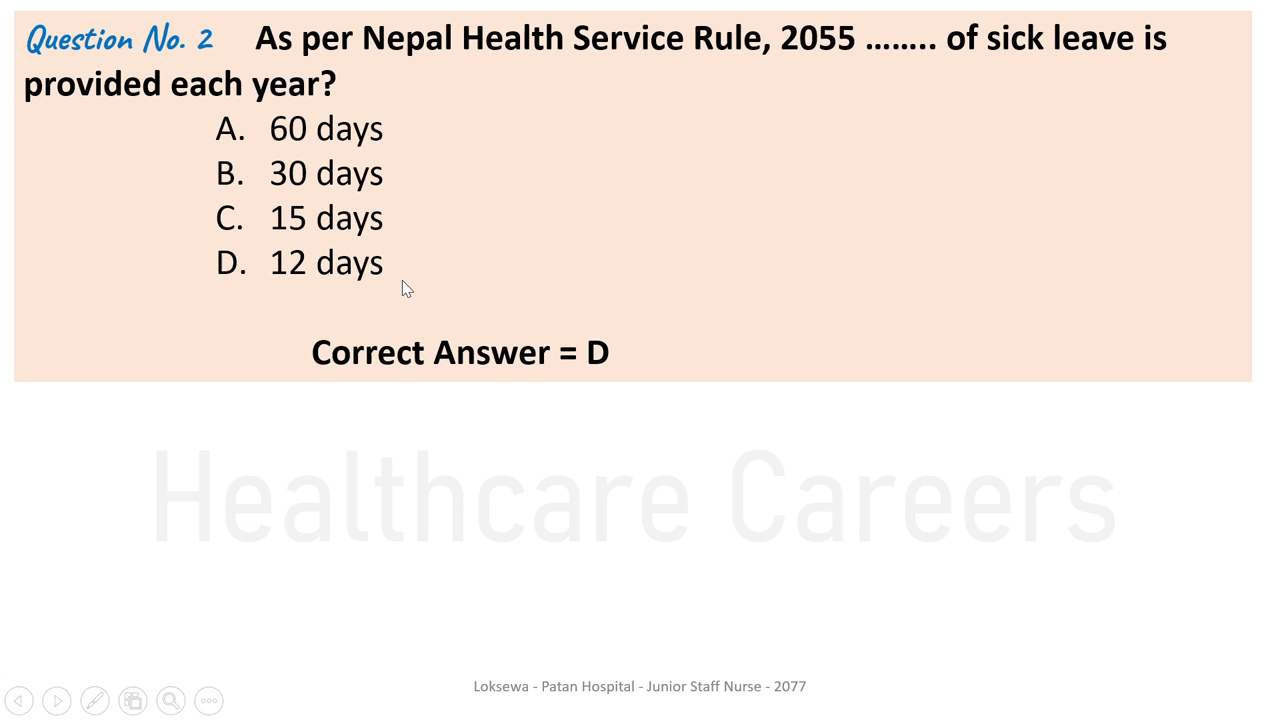 Question No. 2 As per Nepal Health Service Rule, 2055 …….. of sick leave is
provided each year?
A. 60 days
B. 30 days
C. 15 days
D. 12 days
Correct Answer = D
Healthcare Careers
Loksewa - Patan Hospital - Junior Staff Nurse - 2077